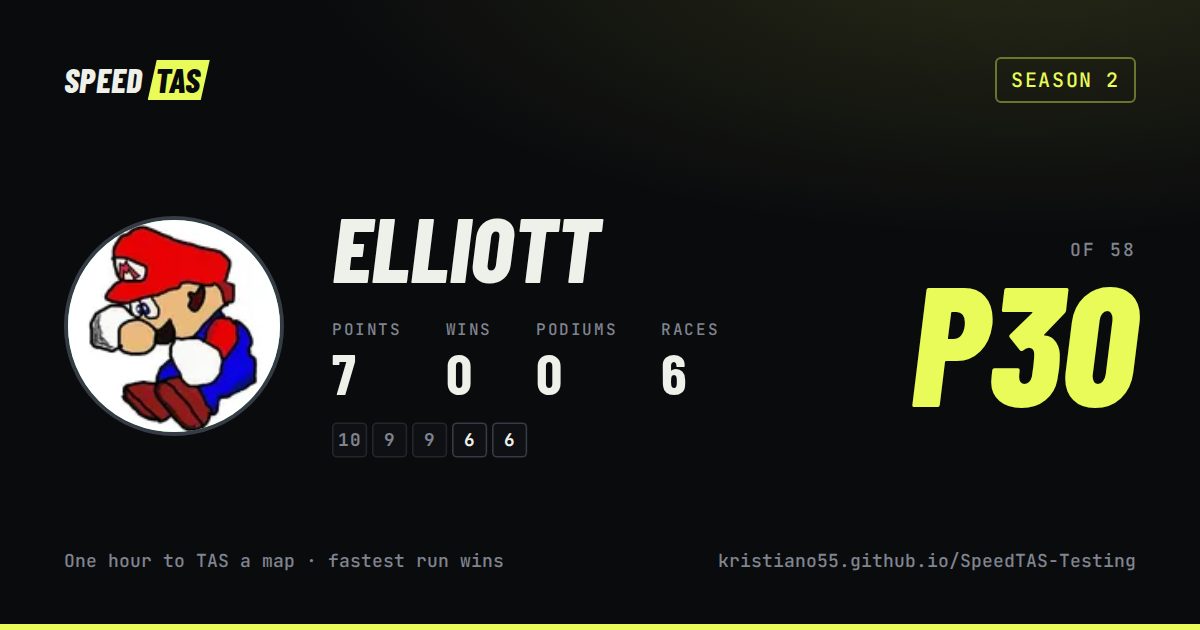 SPEED TAS
SEASON 2
ELLIOTT
POINTS WINS PODIUMS RACES
7 0 0 6
10 9 9 6 6
OF 58
P30
One hour to TAS a map · fastest run wins
kristiano55.github.io/SpeedTAS-Testing